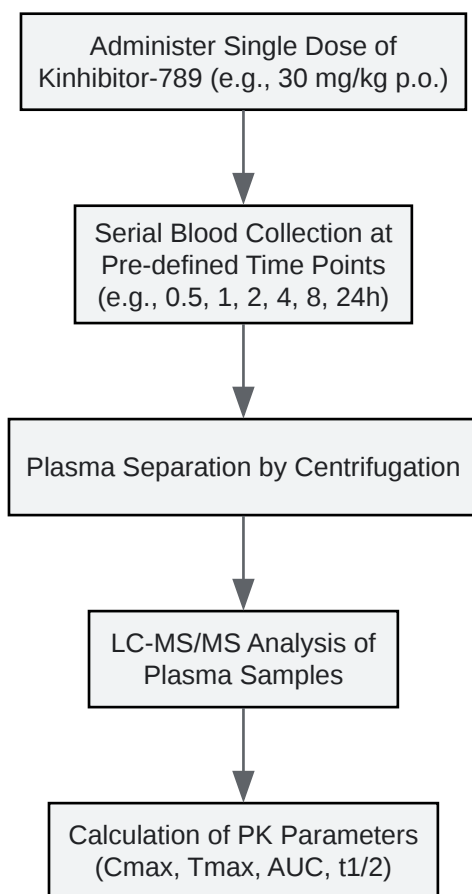 Administer Single Dose of
Kinhibitor-789 (e.g., 30 mg/kg p.o.)
Serial Blood Collection at
Pre-defined Time Points
(e.g., 0.5, 1, 2, 4, 8, 24h)
Plasma Separation by Centrifugation
LC-MS/MS Analysis of
Plasma Samples
Calculation of PK Parameters
(Cmax, Tmax, AUC, t1/2)